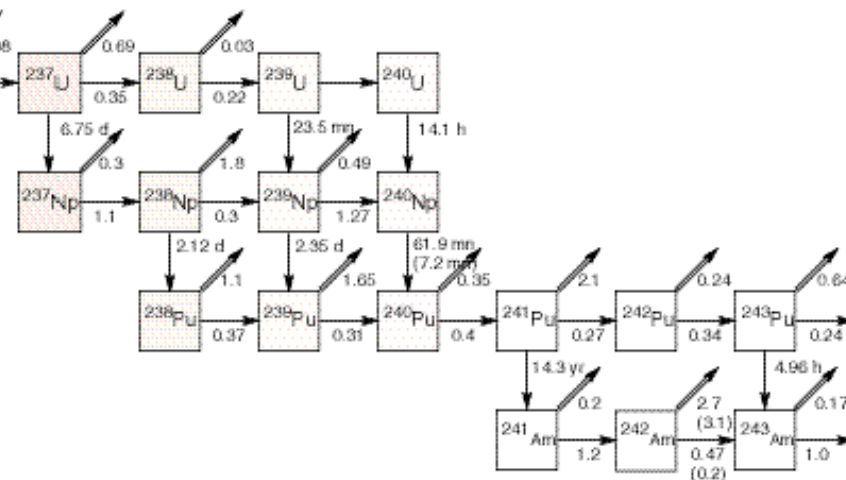 98 0.69 0.03
237U 238U 239U 240U
0.35 0.22
6.75 d 23.5 mn 14.1 h
0.3 1.8 0.49
237Np 238Np 239Np 240Np
1.1 0.3 1.27
2.12 d 2.35 d 61.9 mn
(7.2 mn)
1.1 1.65 0.35 2.1 0.24 0.64
238Pu 239Pu 240Pu 241Pu 242Pu 243Pu
0.37 0.31 0.4 0.27 0.34 0.24
14.3 yr 4.96 h
0.2 2.7 0.17
(3.1)
241Am 242Am 243Am
1.2 0.47 1.0
(0.2)